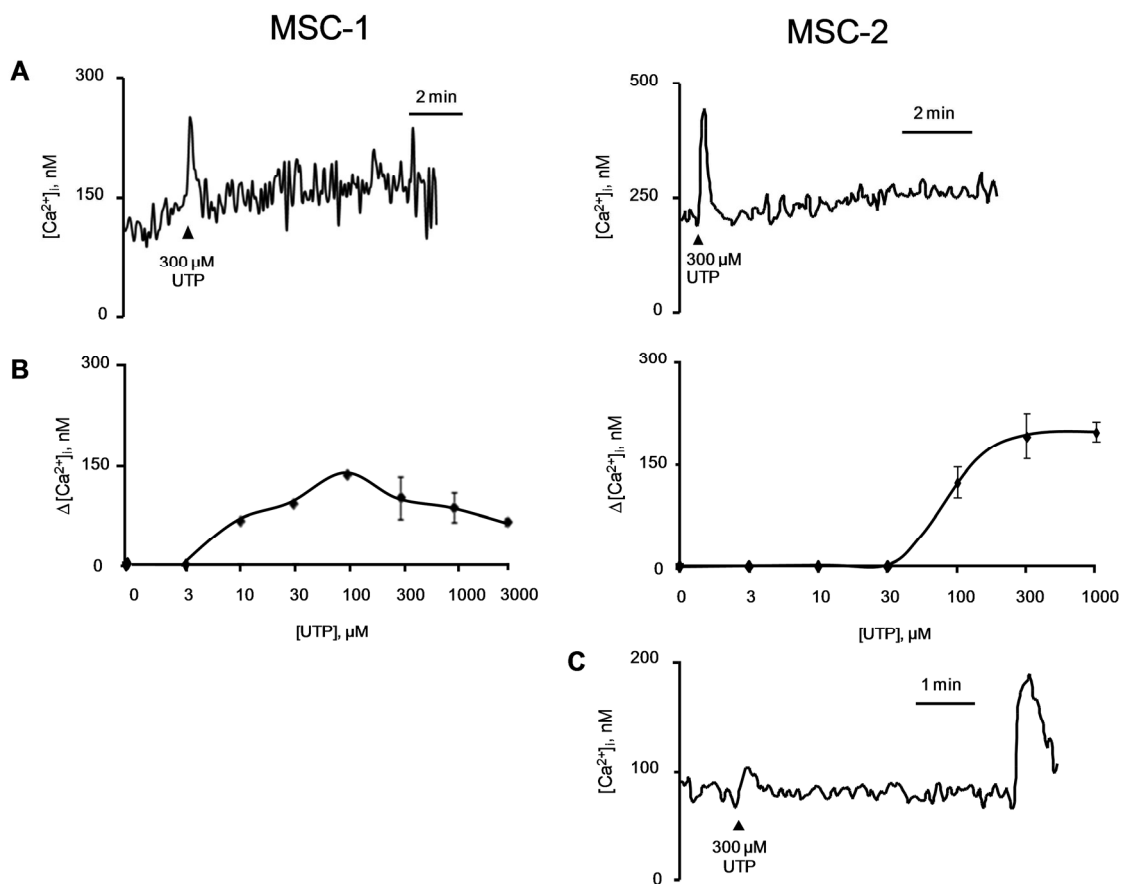 MSC-1
MSC-2
A
300
150
0
[Ca²⁺]ᵢ, nM
2 min
300 µM
UTP
500
250
0
[Ca²⁺]ᵢ, nM
2 min
300 µM
UTP
B
300
150
0
Δ[Ca²⁺]ᵢ, nM
0 3 10 30 100 300 1000 3000
[UTP], µM
300
150
0
Δ[Ca²⁺]ᵢ, nM
0 3 10 30 100 300 1000
[UTP], µM
C
200
100
0
[Ca²⁺]ᵢ, nM
1 min
300 µM
UTP